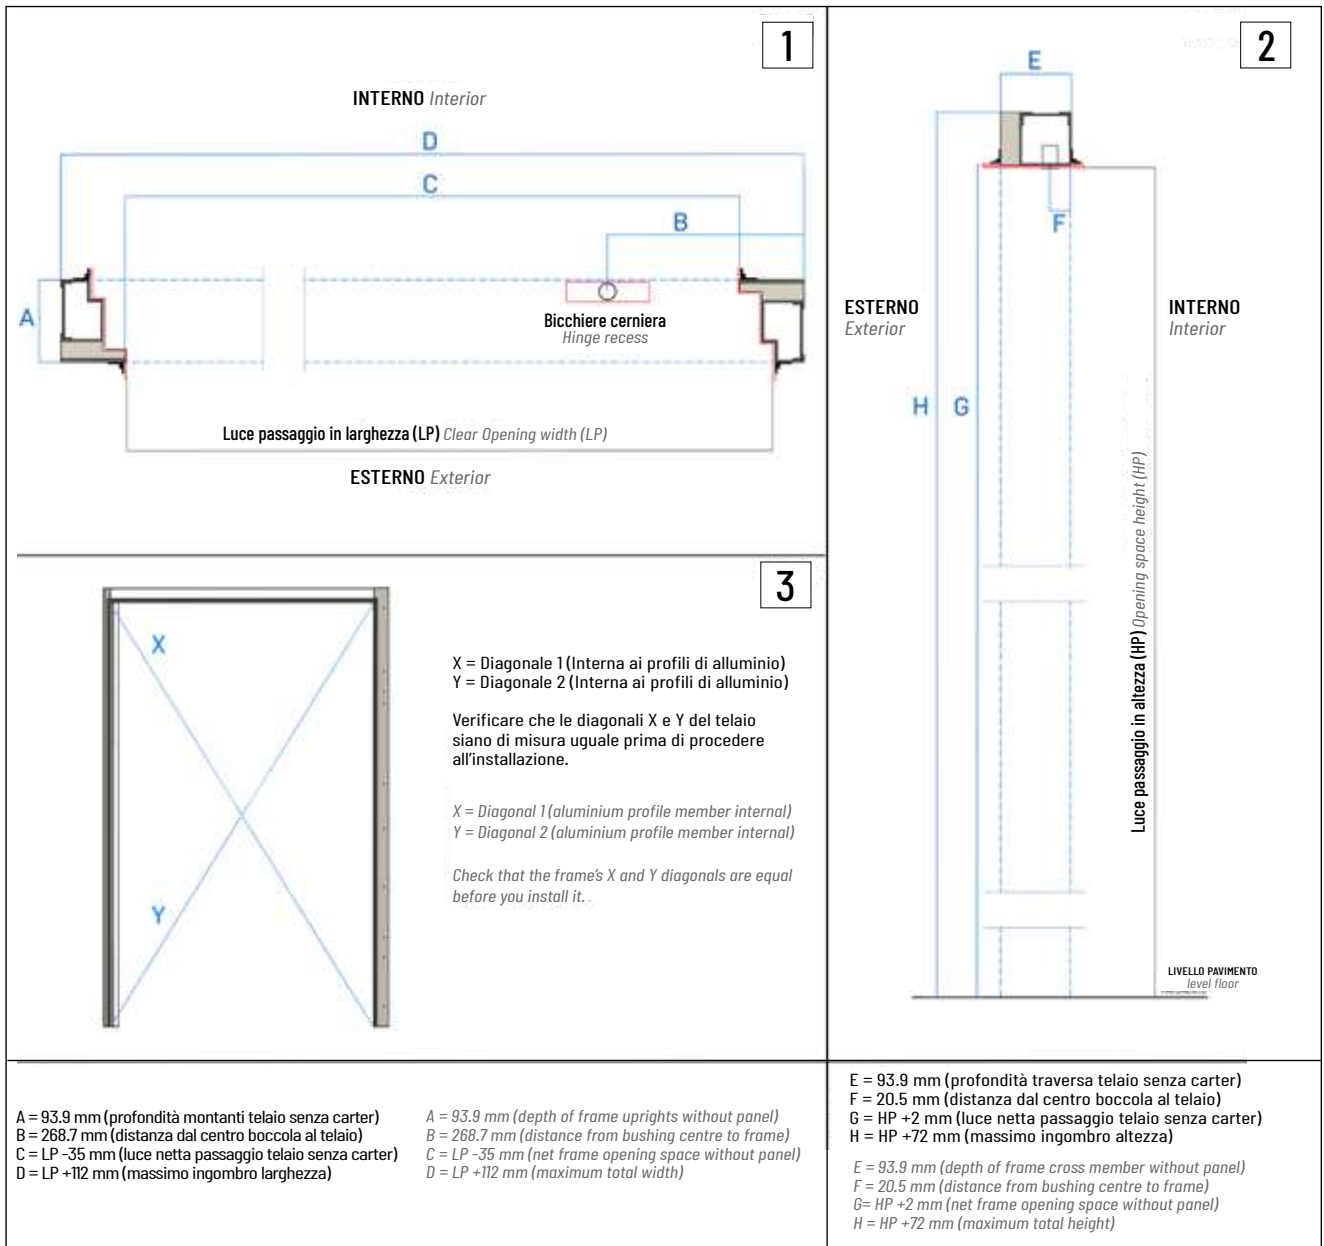 1
INTERNO Interior
D
C
B
A
Bicchiere cerniera
Hinge recess
Luce passaggio in larghezza (LP) Clear Opening width (LP)
ESTERNO Exterior
2
E
F
ESTERNO
Exterior
INTERNO
Interior
H
G
Luce passaggio in altezza (HP) Opening space height (HP)
LIVELLO PAVIMENTO
level floor
3
X
Y
X = Diagonale 1 (Interna ai profili di alluminio)
Y = Diagonale 2 (Interna ai profili di alluminio)
Verificare che le diagonali X e Y del telaio
siano di misura uguale prima di procedere
all'installazione.
X = Diagonal 1 (aluminium profile member internal)
Y = Diagonal 2 (aluminium profile member internal)
Check that the frame's X and Y diagonals are equal
before you install it.
A = 93.9 mm (profondità montanti telaio senza carter)
B = 268.7 mm (distanza dal centro boccola al telaio)
C = LP -35 mm (luce netta passaggio telaio senza carter)
D = LP +112 mm (massimo ingombro larghezza)
A = 93.9 mm (depth of frame uprights without panel)
B = 268.7 mm (distance from bushing centre to frame)
C = LP -35 mm (net frame opening space without panel)
D = LP +112 mm (maximum total width)
E = 93.9 mm (profondità traversa telaio senza carter)
F = 20.5 mm (distanza dal centro boccola al telaio)
G = HP +2 mm (luce netta passaggio telaio senza carter)
H = HP +72 mm (massimo ingombro altezza)
E = 93.9 mm (depth of frame cross member without panel)
F = 20.5 mm (distance from bushing centre to frame)
G= HP +2 mm (net frame opening space without panel)
H = HP +72 mm (maximum total height)